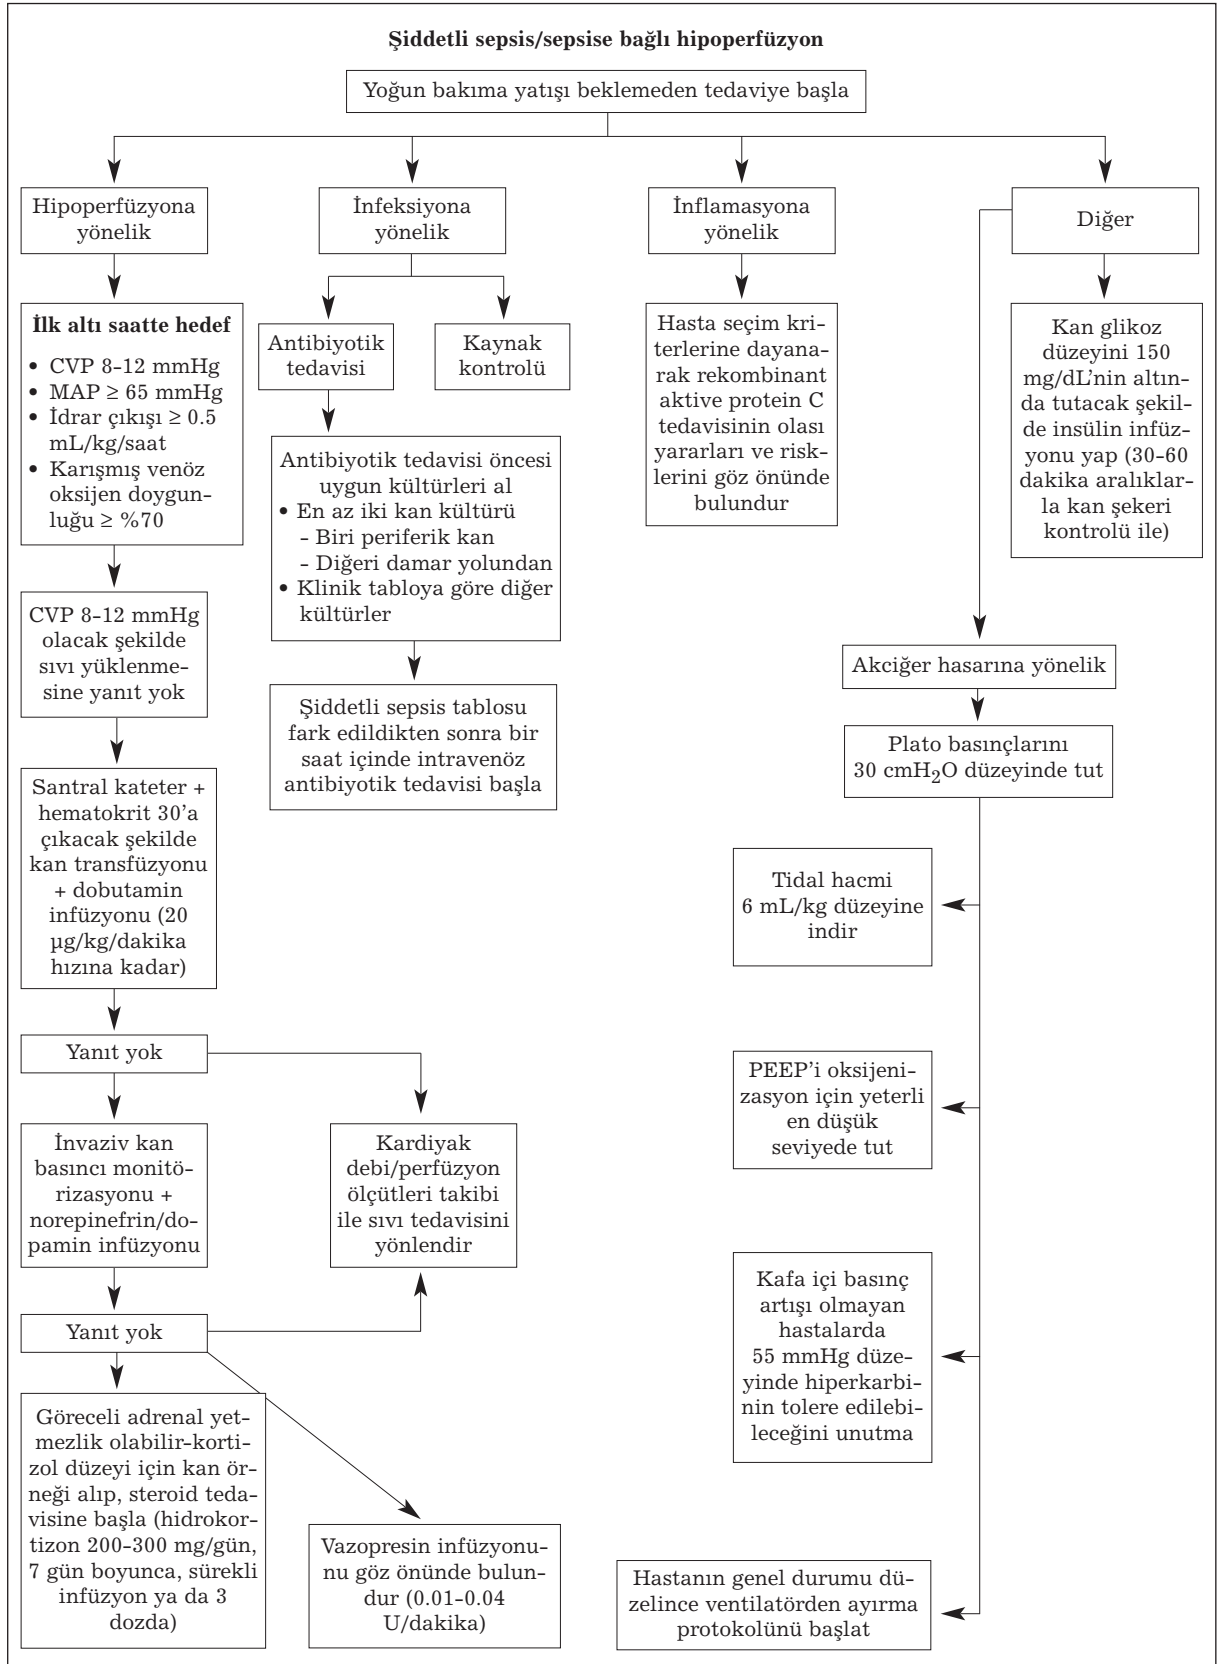 Şiddetli sepsis/sepsise bağlı hipoperfüzyon
Yoğun bakıma yatışı beklemeden tedaviye başla
Hipoperfüzyona
yönelik
İnfeksiyona
yönelik
İnflamasyona
yönelik
Diğer
İlk altı saatte hedef
• CVP 8-12 mmHg
• MAP ≥ 65 mmHg
• İdrar çıkışı ≥ 0.5
mL/kg/saat
• Karışmış venöz
oksijen doygun-
luğu ≥ %70
Antibiyotik
tedavisi
Kaynak
kontrolü
Hasta seçim kri-
terlerine dayana-
rak rekombinant
aktive protein C
tedavisinin olası
yararları ve risk-
lerini göz önünde
bulundur
Kan glikoz
düzeyini 150
mg/dL'nin altın-
da tutacak şekil-
de insülin infüz-
yonu yap (30-60
dakika aralıklar-
la kan şekeri
kontrolü ile)
Antibiyotik tedavisi öncesi
uygun kültürleri al
• En az iki kan kültürü
- Biri periferik kan
- Diğeri damar yolundan
• Klinik tabloya göre diğer
kültürler
CVP 8-12 mmHg
olacak şekilde
sıvı yüklenme-
sine yanıt yok
Şiddetli sepsis tablosu
fark edildikten sonra bir
saat içinde intravenöz
antibiyotik tedavisi başla
Akciğer hasarına yönelik
Plato basınçlarını
30 cmH₂O düzeyinde tut
Santral kateter +
hematokrit 30'a
çıkacak şekilde
kan transfüzyonu
+ dobutamin
infüzyonu (20
µg/kg/dakika
hızına kadar)
Tidal hacmi
6 mL/kg düzeyine
indir
Yanıt yok
PEEP'i oksijeni-
zasyon için yeterli
en düşük
seviyede tut
İnvaziv kan
basıncı monitö-
rizasyonu +
norepinefrin/do-
pamin infüzyonu
Kardiyak
debi/perfüzyon
ölçütleri takibi
ile sıvı tedavisini
yönlendir
Yanıt yok
Kafa içi basınç
artışı olmayan
hastalarda
55 mmHg düze-
yinde hiperkarbi-
nin tolere edilebi-
leceğini unutma
Göreceli adrenal yet-
mezlik olabilir-korti-
zol düzeyi için kan ör-
neği alıp, steroid teda-
visine başla (hidrokor-
tizon 200-300 mg/gün,
7 gün boyunca, sürekli
infüzyon ya da 3
dozda)
Vazopresin infüzyonu-
nu göz önünde bulun-
dur (0.01-0.04
U/dakika)
Hastanın genel durumu dü-
zelince ventilatörden ayırma
protokolünü başlat